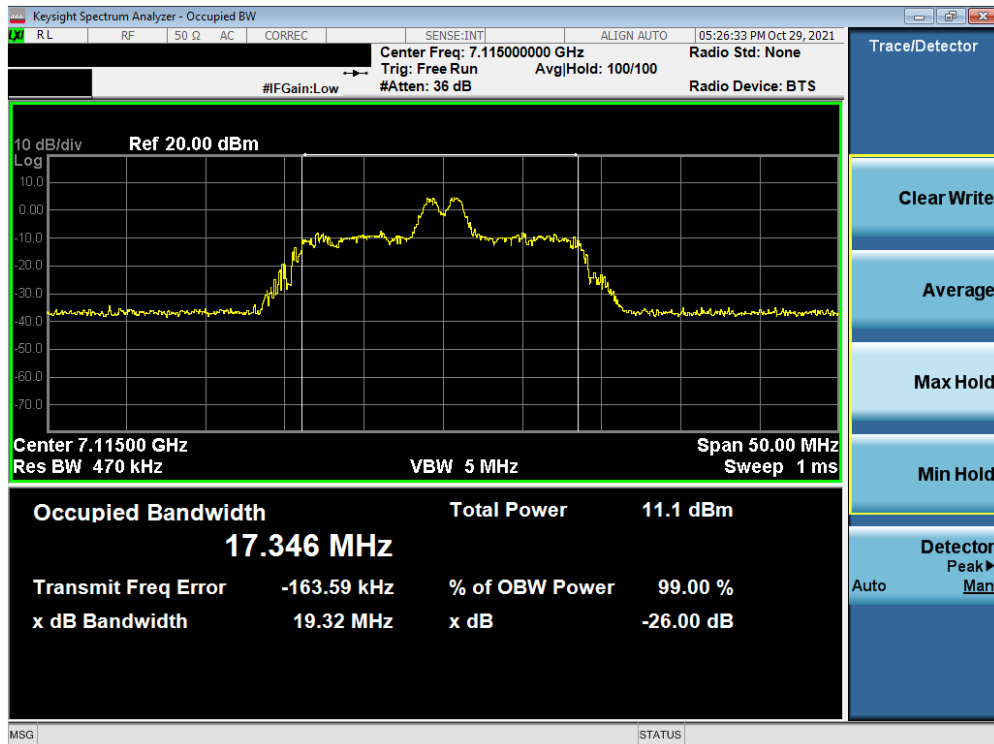 Keysight Spectrum Analyzer - Occupied BW
LXI RL RF 50 Ω AC CORREC SENSE:INT ALIGN AUTO 05:26:33 PM Oct 29, 2021
Center Freq: 7.115000000 GHz Radio Std: None
Trig: Free Run Avg|Hold: 100/100
#IFGain:Low #Atten: 36 dB Radio Device: BTS
10 dB/div Ref 20.00 dBm
Log
10.0
0.00
-10.0
-20.0
-30.0
-40.0
-50.0
-60.0
-70.0
Center 7.11500 GHz Span 50.00 MHz
Res BW 470 kHz VBW 5 MHz Sweep 1 ms
Occupied Bandwidth Total Power 11.1 dBm
17.346 MHz
Transmit Freq Error -163.59 kHz % of OBW Power 99.00 %
x dB Bandwidth 19.32 MHz x dB -26.00 dB
MSG STATUS
Trace/Detector
Clear Write
Average
Max Hold
Min Hold
Detector
Peak▶
Auto Man